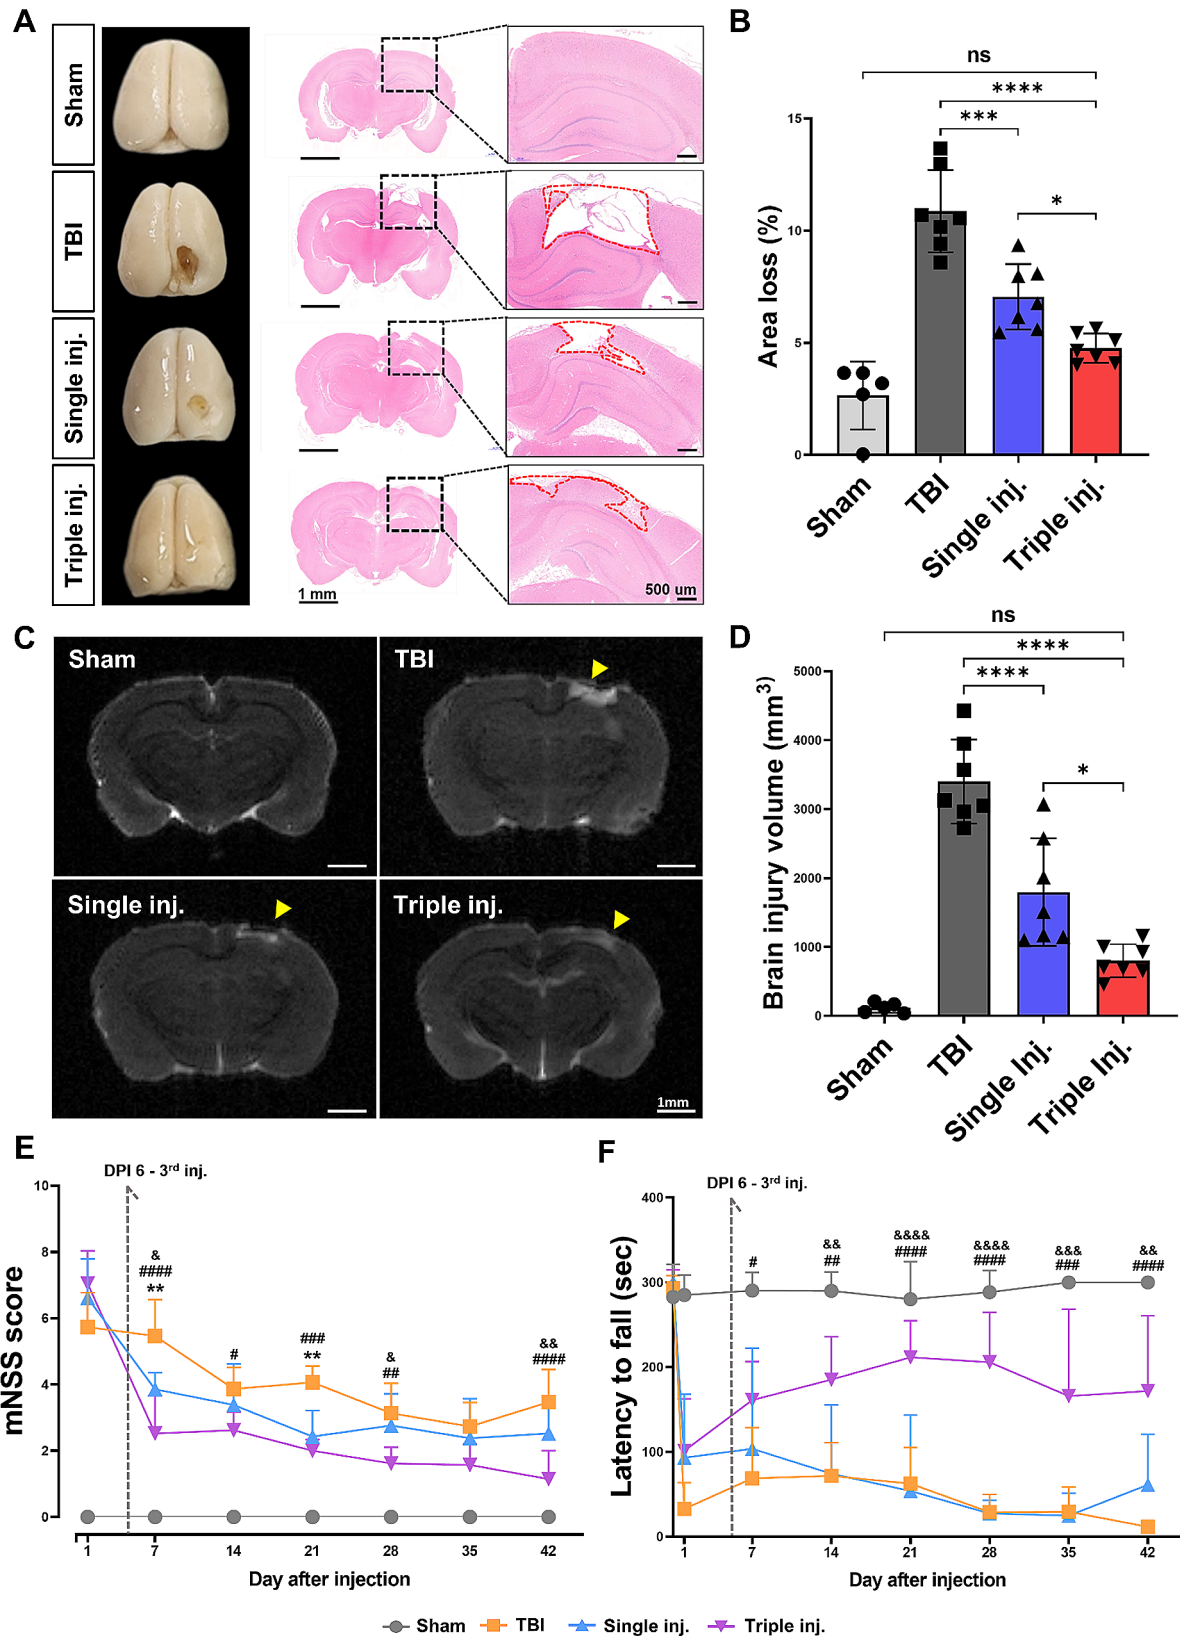 A
Sham
TBI
Single inj.
Triple inj.
1 mm
500 um
B
ns
****
***
*
Area loss (%)
15
10
5
0
Sham
TBI
Single inj.
Triple inj.
C
Sham
TBI
Single inj.
Triple inj.
1mm
D
ns
****
****
*
Brain injury volume (mm³)
5000
4000
3000
2000
1000
0
Sham
TBI
Single Inj.
Triple Inj.
E
DPI 6 - 3rd inj.
mNSS score
10
8
6
4
2
0
&
####
**
#
###
**
&
##
&&
####
1 7 14 21 28 35 42
Day after injection
F
DPI 6 - 3rd inj.
Latency to fall (sec)
400
300
200
100
0
#
&&
##
&&&&
####
&&&&
####
&&&
###
&&
####
1 7 14 21 28 35 42
Day after injection
Sham TBI Single inj. Triple inj.